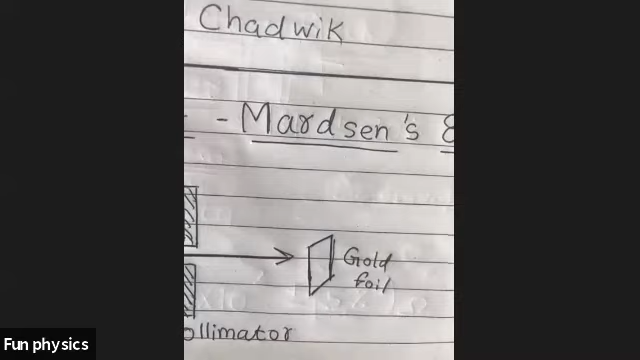 Chadwik
- Mardsen's
Gold
foil
ollimator
Fun physics